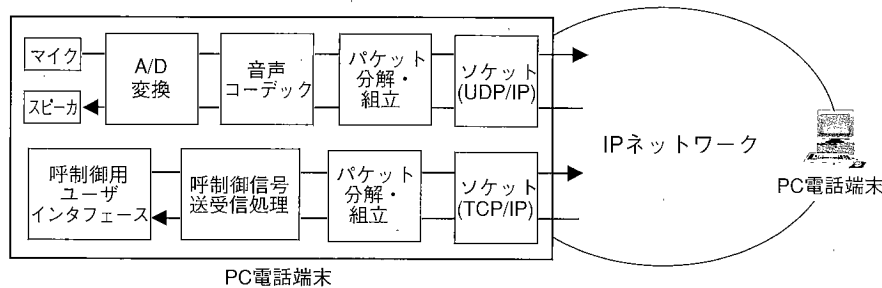 マイク
スピーカ
A/D
変換
音声
コーデック
パケット
分解・
組立
ソケット
(UDP/IP)
呼制御用
ユーザ
インタフェース
呼制御信号
送受信処理
パケット
分解・
組立
ソケット
(TCP/IP)
PC電話端末
IPネットワーク
PC電話端末